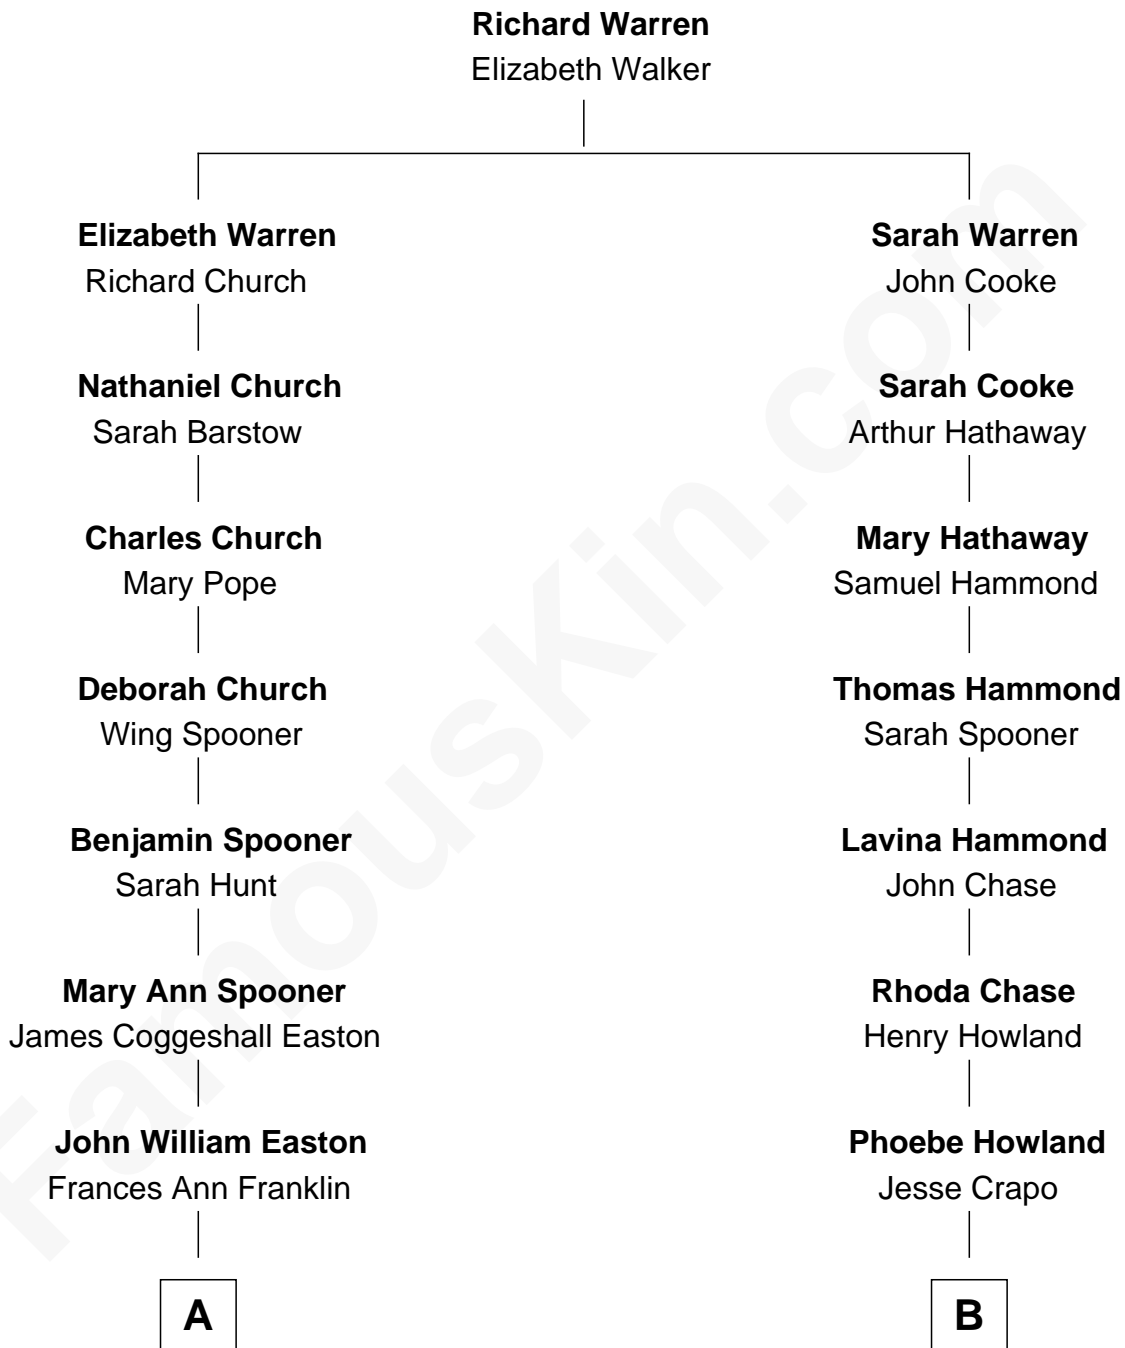 Richard Warren
Elizabeth Walker
Elizabeth Warren
Richard Church
Sarah Warren
John Cooke
Nathaniel Church
Sarah Barstow
Sarah Cooke
Arthur Hathaway
Charles Church
Mary Pope
Mary Hathaway
Samuel Hammond
Deborah Church
Wing Spooner
Thomas Hammond
Sarah Spooner
Benjamin Spooner
Sarah Hunt
Lavina Hammond
John Chase
Mary Ann Spooner
James Coggeshall Easton
Rhoda Chase
Henry Howland
John William Easton
Frances Ann Franklin
Phoebe Howland
Jesse Crapo
A
B
FamousKin.com